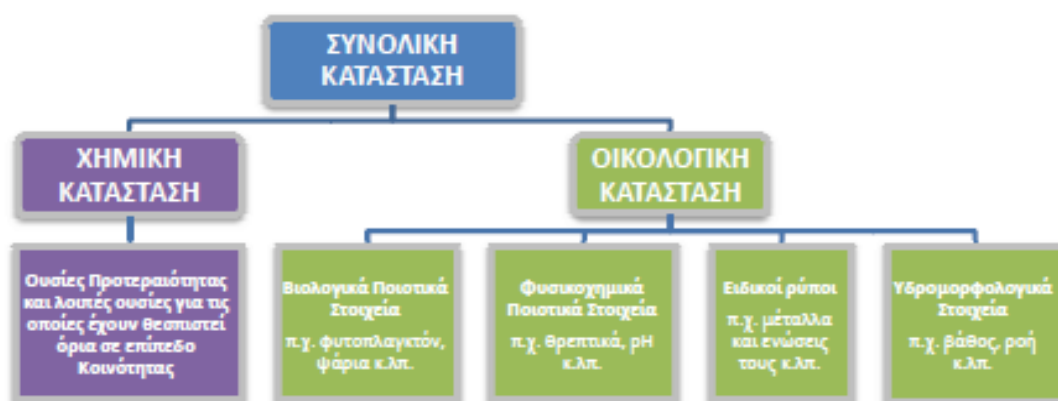 ΣΥΝΟΛΙΚΗ
ΚΑΤΑΣΤΑΣΗ
ΧΗΜΙΚΗ
ΚΑΤΑΣΤΑΣΗ
ΟΙΚΟΛΟΓΙΚΗ
ΚΑΤΑΣΤΑΣΗ
Ουσίες Προτεραιότητας
και λοιπές ουσίες για τις
οποίες έχουν θεσπιστεί
όρια σε επίπεδο
Κοινότητας
Βιολογικά Ποιοτικά
Στοιχεία
π.χ. φυτοπλαγκτόν,
ψάρια κ.λπ.
Φυσικοχημικά
Ποιοτικά Στοιχεία
π.χ. θρεπτικά, pH
κ.λπ.
Ειδικοί ρύποι
π.χ. μέταλλα
και ενώσεις
τους κ.λπ.
Υδρομορφολογικά
Στοιχεία
π.χ. βάθος, ροή
κ.λπ.